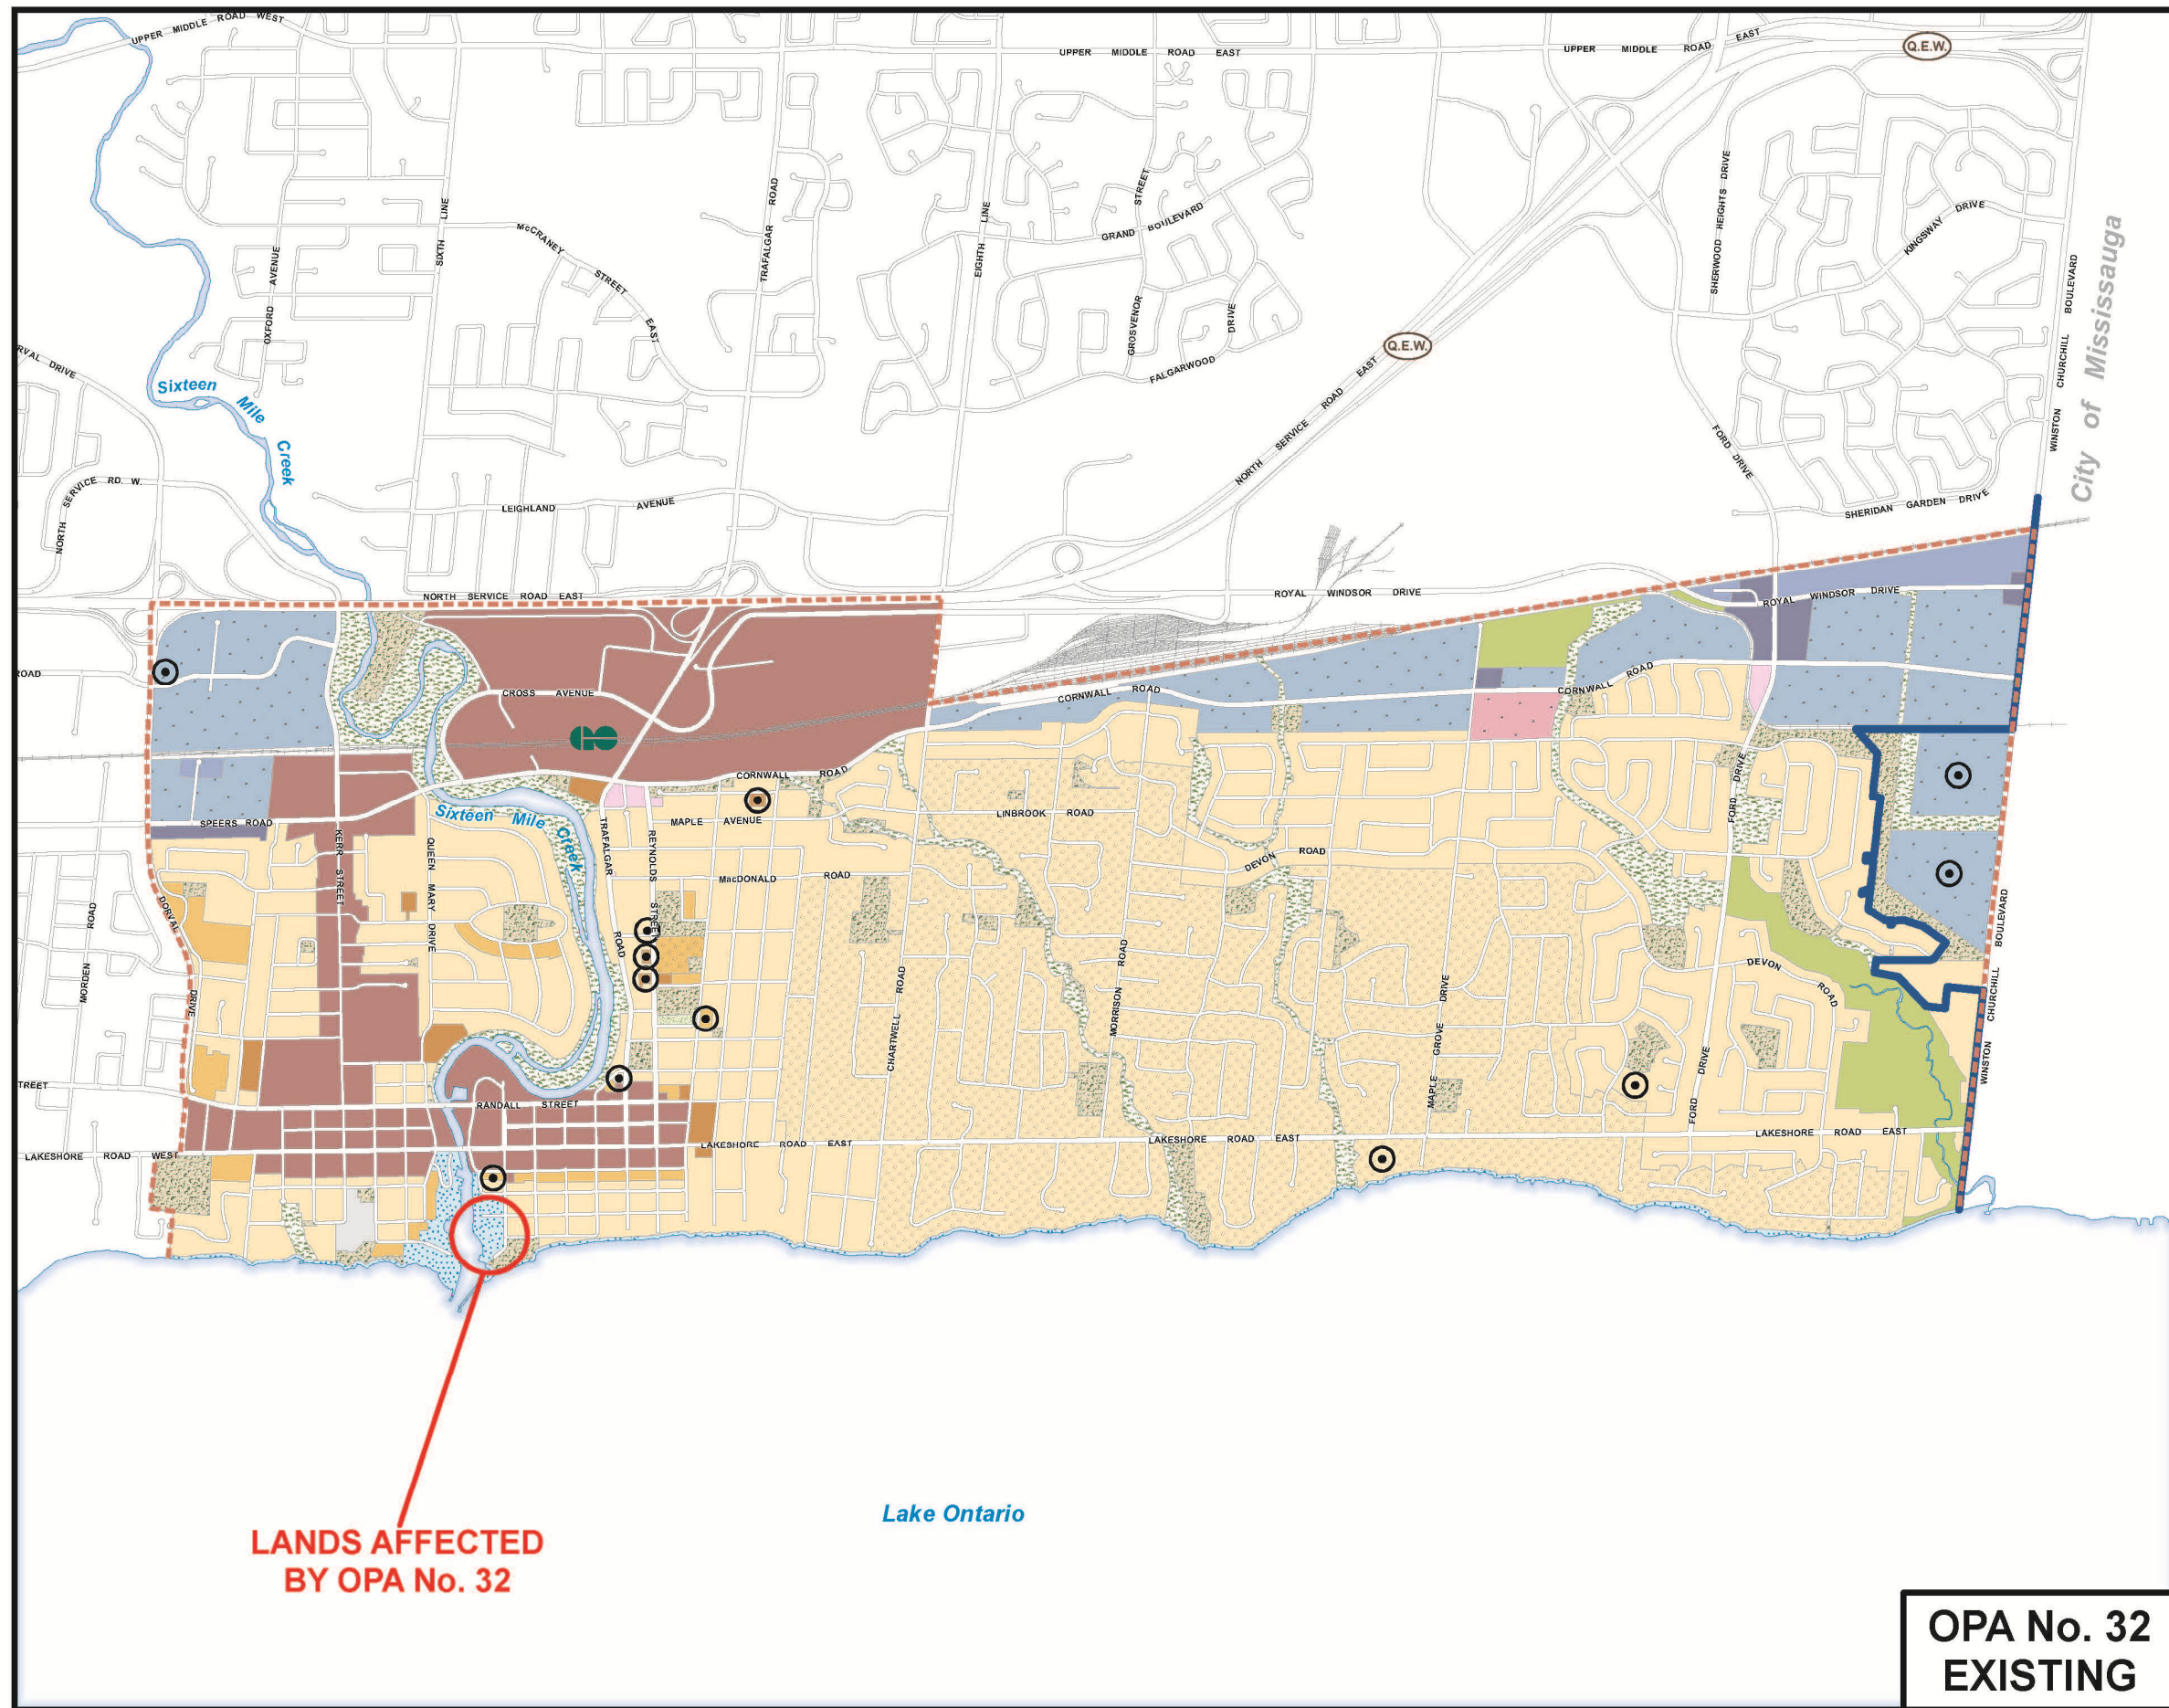 UPPER MIDDLE ROAD WEST
UPPER MIDDLE ROAD EAST
UPPER MIDDLE ROAD EAST
Q.E.W.
SIXTH LINE
OXFORD AVENUE
McCRANEY STREET EAST
TRAFALGAR ROAD
EIGHTH LINE
GRAND BOULEVARD
GROSVENOR STREET
FALGARWOOD DRIVE
SHERWOOD HEIGHTS DRIVE
KINGSWAY DRIVE
WINSTON CHURCHILL BOULEVARD
City of Mississauga
Q.E.W.
NORTH SERVICE ROAD EAST
FORD DRIVE
SHERIDAN GARDEN DRIVE
RVAL DRIVE
Sixteen Mile Creek
NORTH SERVICE RD. W.
LEIGHLAND AVENUE
NORTH SERVICE ROAD EAST
ROYAL WINDSOR DRIVE
ROYAL WINDSOR DRIVE
ROAD
CROSS AVENUE
GO
CORNWALL ROAD
CORNWALL ROAD
CORNWALL ROAD
SPEERS ROAD
Sixteen Mile Creek
MAPLE AVENUE
LINBROOK ROAD
KERR STREET
QUEEN MARY DRIVE
TRAFALGAR ROAD
REYNOLDS STREET
MacDONALD ROAD
DEVON ROAD
FORD DRIVE
DORVAL DRIVE
MORDEN ROAD
CHARTWELL ROAD
MORRISON ROAD
MAPLE GROVE DRIVE
FORD DRIVE
DEVON ROAD
WINSTON CHURCHILL BOULEVARD
TREET
RANDALL STREET
LAKESHORE ROAD WEST
LAKESHORE ROAD EAST
LAKESHORE ROAD EAST
LAKESHORE ROAD EAST
Lake Ontario
LANDS AFFECTED
BY OPA No. 32
OPA No. 32
EXISTING